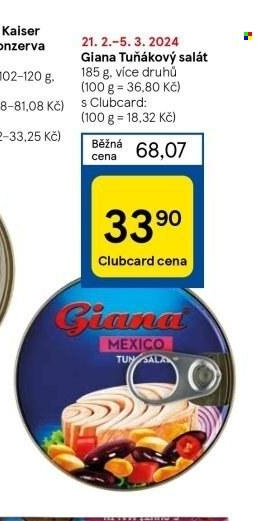 Kaiser
onzerva
102–120 g,
8–81,08 Kč)
2–33,25 Kč)
21. 2.–5. 3. 2024
Giana Tuňákový salát
185 g, více druhů
(100 g = 36,80 Kč)
s Clubcard:
(100 g = 18,32 Kč)
Běžná cena 68,07
33 90
Clubcard cena
Giana
MEXICO
TUNA SALAD